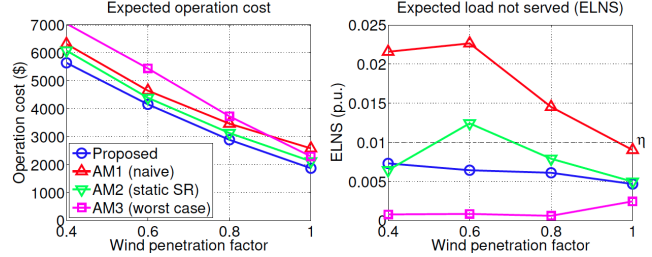 Expected operation cost
7000
6000
5000
4000
3000
2000
1000
0
Operation cost ($)
Proposed
AM1 (naive)
AM2 (static SR)
AM3 (worst case)
0.4 0.6 0.8 1
Wind penetration factor
Expected load not served (ELNS)
0.025
0.02
0.015
0.01
0.005
0
ELNS (p.u.)
η
0.4 0.6 0.8 1
Wind penetration factor